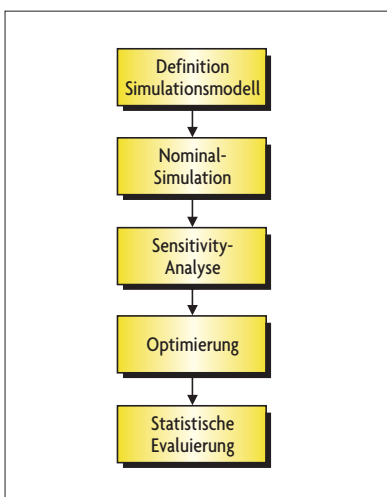 Definition
Simulationsmodell
Nominal-
Simulation
Sensitivity-
Analyse
Optimierung
Statistische
Evaluierung